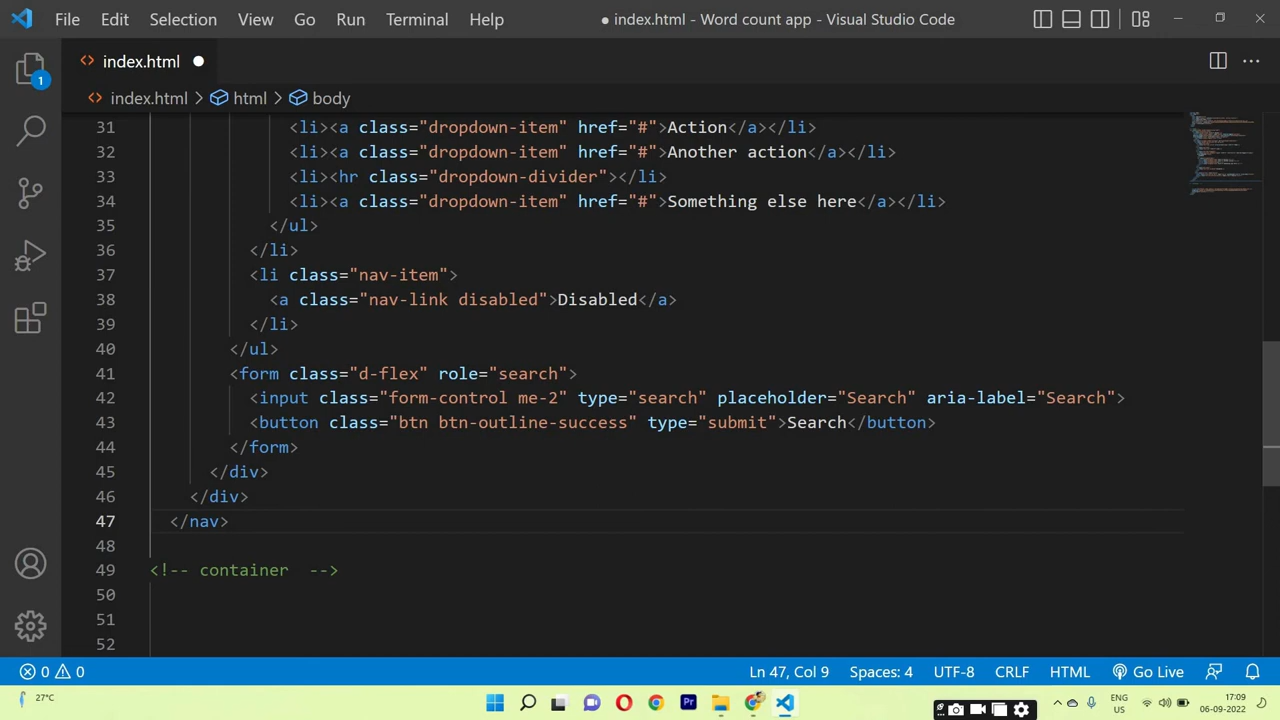 File Edit Selection View Go Run Terminal Help ● index.html - Word count app - Visual Studio Code
1
<> index.html ●
<> index.html > html > body
31 <li><a class="dropdown-item" href="#">Action</a></li>
32 <li><a class="dropdown-item" href="#">Another action</a></li>
33 <li><hr class="dropdown-divider"></li>
34 <li><a class="dropdown-item" href="#">Something else here</a></li>
35 </ul>
36 </li>
37 <li class="nav-item">
38 <a class="nav-link disabled">Disabled</a>
39 </li>
40 </ul>
41 <form class="d-flex" role="search">
42 <input class="form-control me-2" type="search" placeholder="Search" aria-label="Search">
43 <button class="btn btn-outline-success" type="submit">Search</button>
44 </form>
45 </div>
46 </div>
47 </nav>
48
49 <!-- container -->
50
51
52
0 0 Ln 47, Col 9 Spaces: 4 UTF-8 CRLF HTML Go Live
27°C Pr ENG US 17:09 06-09-2022